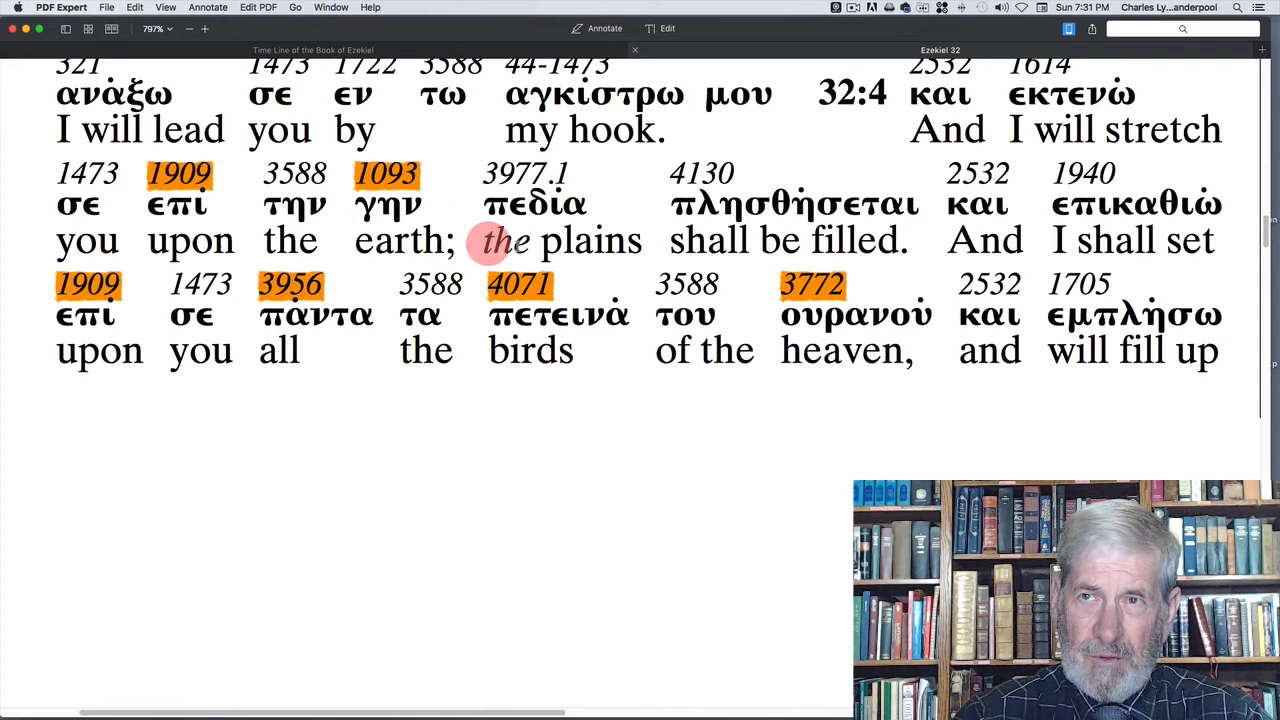 PDF Expert File Edit View Annotate Edit PDF Go Window Help Sun 7:31 PM Charles Ly...anderpool
797% Annotate Edit
Time Line of the Book of Ezekiel Ezekiel 32
321 1473 1722 3588 44-1473 2532 1614
ανάξω σε εν τω αγκίστρω μου 32:4 και εκτενώ
I will lead you by my hook. And I will stretch
1473 1909 3588 1093 3977.1 4130 2532 1940
σε επί την γην πεδία πλησθήσεται και επικαθιώ
you upon the earth; the plains shall be filled. And I shall set
1909 1473 3956 3588 4071 3588 3772 2532 1705
επί σε πάντα τα πετεινά του ουρανού και εμπλήσω
upon you all the birds of the heaven, and will fill up